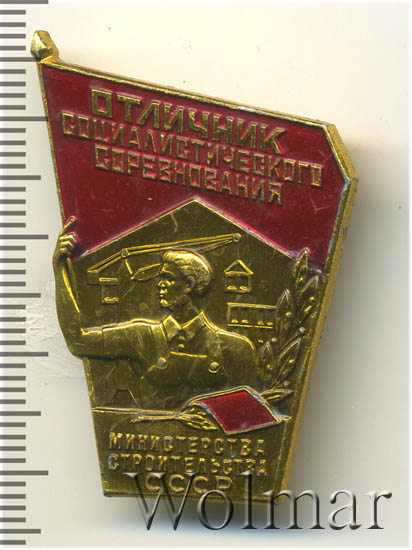 ОТЛИЧНИК
СОЦИАЛИСТИЧЕСКОГО
СОРЕВНОВАНИЯ
МИНИСТЕРСТВА
СТРОИТЕЛЬСТВА
СССР
Wolmar